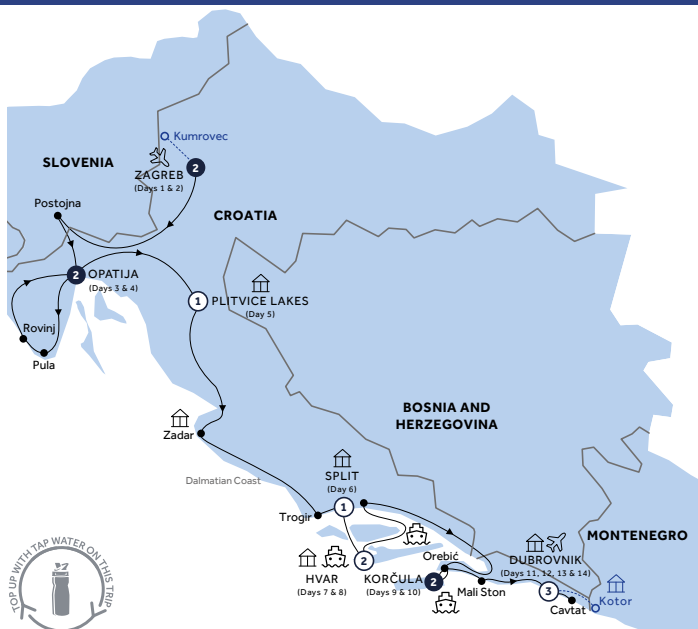 Kumrovec
SLOVENIA
2
ZAGREB
(Days 1 & 2)
Postojna
CROATIA
2
OPATIJA
(Days 3 & 4)
1
PLITVICE LAKES
(Day 5)
Rovinj
Pula
BOSNIA AND
HERZEGOVINA
Zadar
Dalmatian Coast
SPLIT
(Day 6)
1
Trogir
MONTENEGRO
2
Orebić
HVAR
(Days 7 & 8)
KORČULA
(Days 9 & 10)
2
DUBROVNIK
(Days 11, 12, 13 & 14)
Mali Ston
3
Cavtat
Kotor
TOP UP WITH TAP WATER ON THIS TRIP